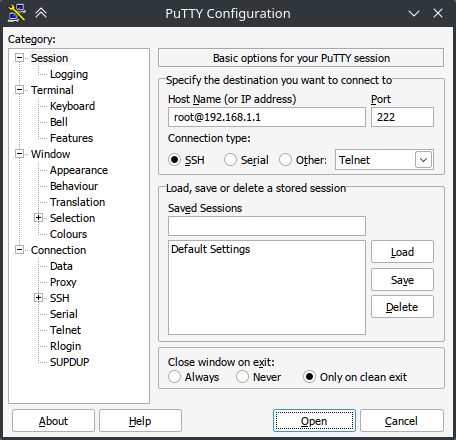 PuTTY Configuration
Category:
Session
Logging
Terminal
Keyboard
Bell
Features
Window
Appearance
Behaviour
Translation
Selection
Colours
Connection
Data
Proxy
SSH
Serial
Telnet
Rlogin
SUPDUP
Basic options for your PuTTY session
Specify the destination you want to connect to
Host Name (or IP address) Port
root@192.168.1.1 222
Connection type:
SSH Serial Other: Telnet
Load, save or delete a stored session
Saved Sessions
Default Settings
Load
Save
Delete
Close window on exit:
Always Never Only on clean exit
About Help Open Cancel